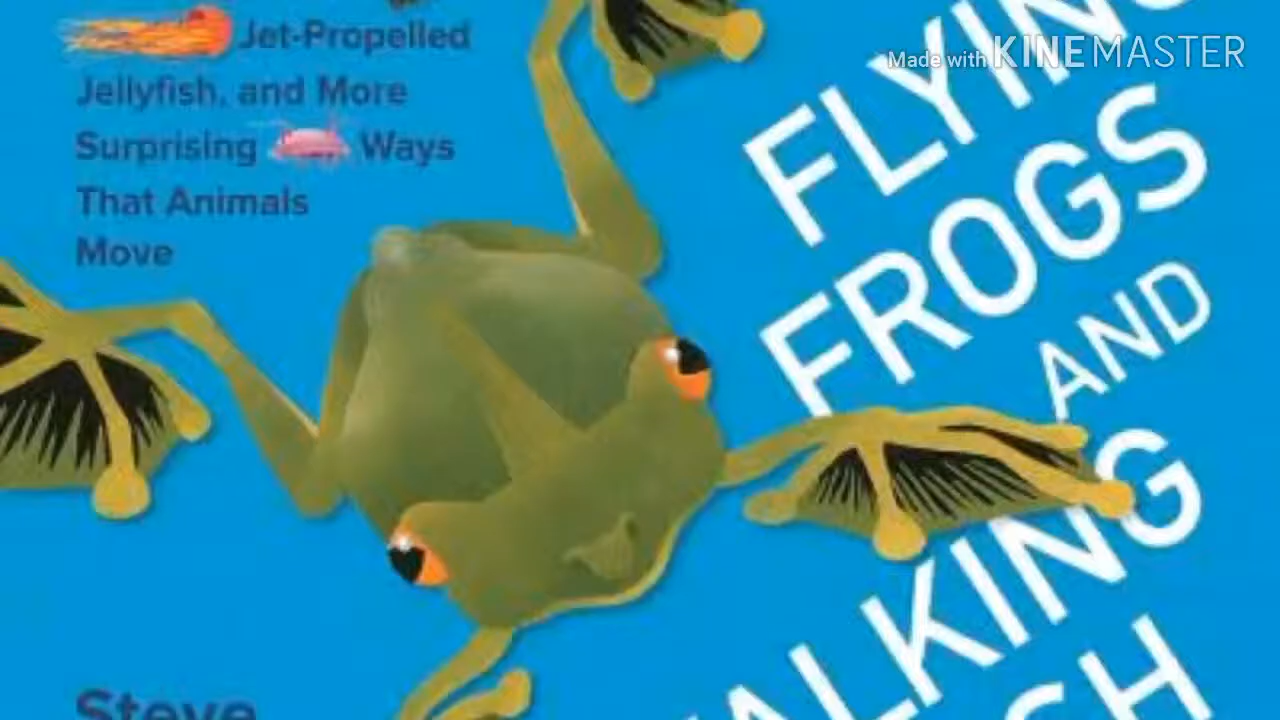 Jet-Propelled
Jellyfish, and More
Surprising Ways
That Animals
Move
Made with KINEMASTER
FLYING
FROGS
AND
WALKING
FISH
Steve